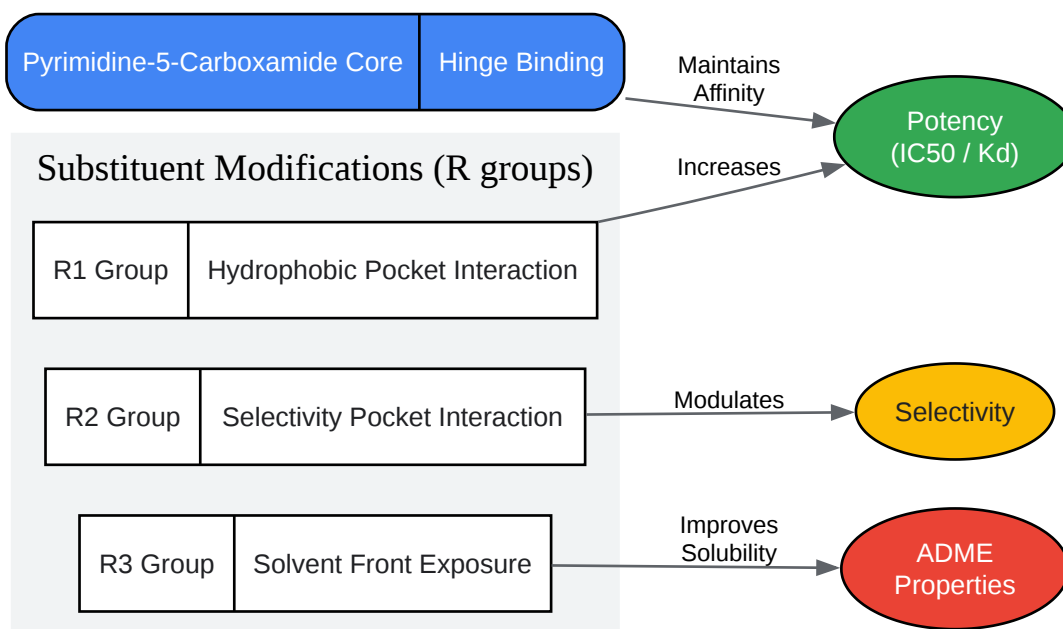 Pyrimidine-5-Carboxamide Core
Hinge Binding
Maintains
Affinity
Potency
(IC50 / Kd)
Substituent Modifications (R groups)
Increases
R1 Group
Hydrophobic Pocket Interaction
R2 Group
Selectivity Pocket Interaction
Modulates
Selectivity
R3 Group
Solvent Front Exposure
Improves
Solubility
ADME
Properties